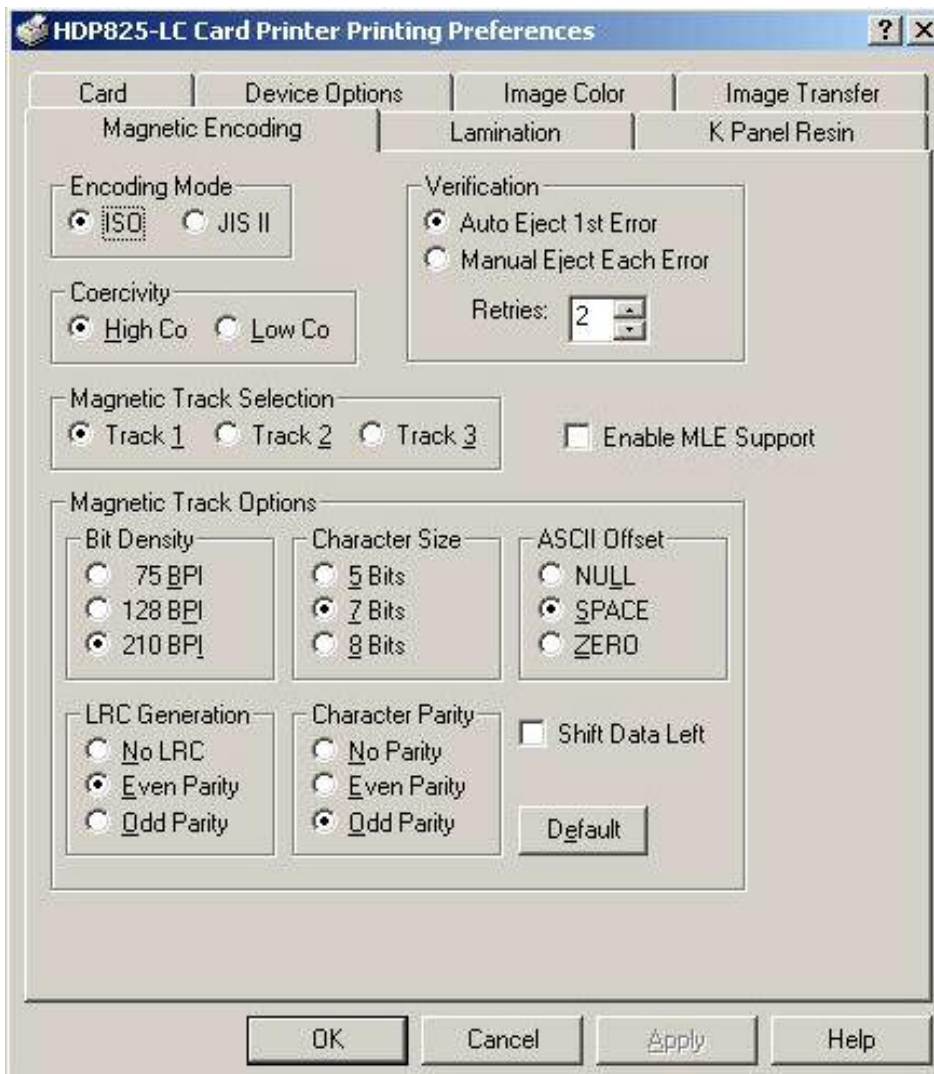 HDP825-LC Card Printer Printing Preferences
Card Device Options Image Color Image Transfer
Magnetic Encoding Lamination K Panel Resin
Encoding Mode
ISO JIS II
Verification
Auto Eject 1st Error
Manual Eject Each Error
Retries: 2
Coercivity
High Co Low Co
Magnetic Track Selection
Track 1 Track 2 Track 3
Enable MLE Support
Magnetic Track Options
Bit Density
75 BPI
128 BPI
210 BPI
Character Size
5 Bits
7 Bits
8 Bits
ASCII Offset
NULL
SPACE
ZERO
LRC Generation
No LRC
Even Parity
Odd Parity
Character Parity
No Parity
Even Parity
Odd Parity
Shift Data Left
Default
OK Cancel Apply Help